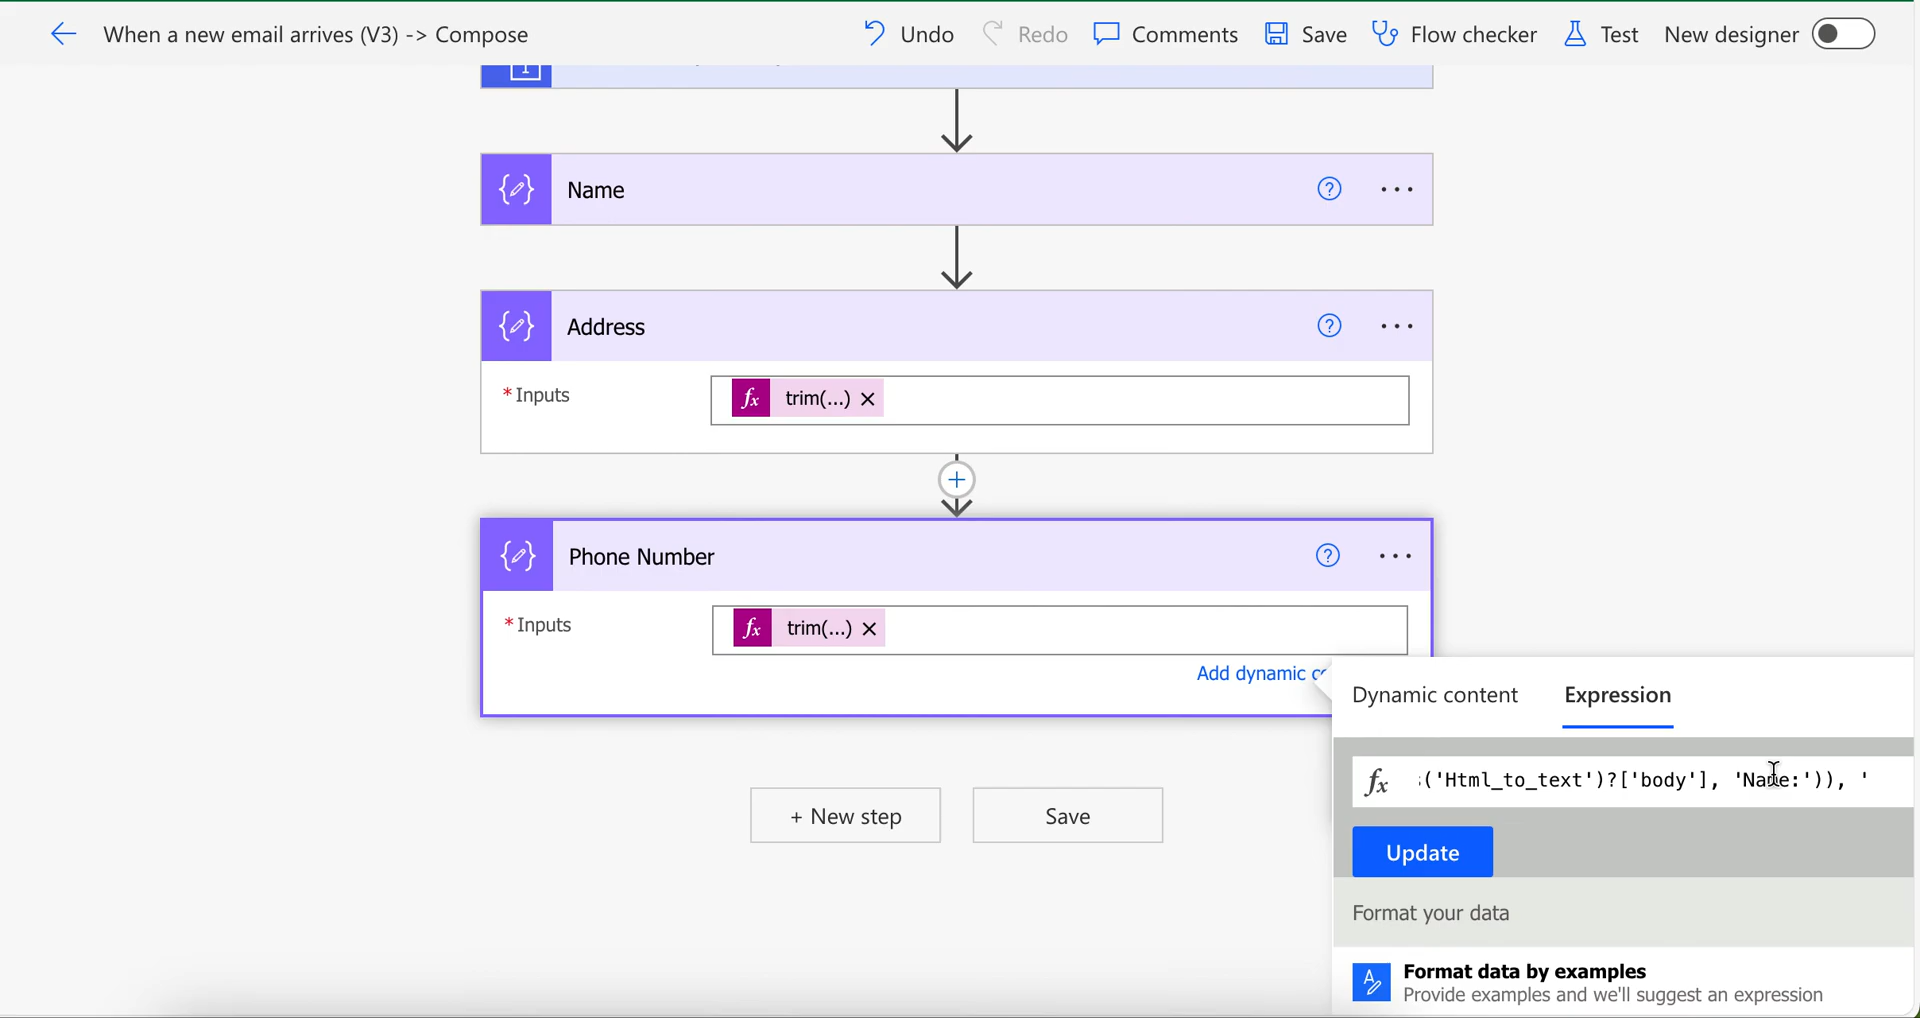 When a new email arrives (V3) -> Compose
Undo
Redo
Comments
Save
Flow checker
Test
New designer
Name
Address
* Inputs
trim(...)
Phone Number
* Inputs
trim(...)
Add dynamic
Dynamic content
Expression
fx ('Html_to_text')?['body'], 'Name:')), '
Update
+ New step
Save
Format your data
Format data by examples
Provide examples and we'll suggest an expression